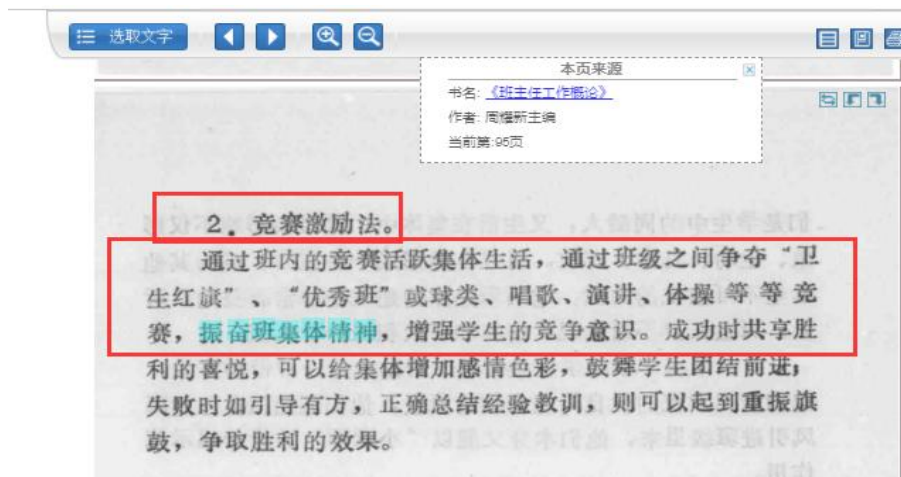 选取文字
本页来源
书名:《班主任工作概论》
作者: 周耀新主编
当前第:95页
2．竞赛激励法。
通过班内的竞赛活跃集体生活，通过班级之间争夺“卫
生红旗”、“优秀班”或球类、唱歌、演讲、体操等等竞
赛，振奋班集体精神，增强学生的竞争意识。成功时共享胜
利的喜悦，可以给集体增加感情色彩，鼓舞学生团结前进；
失败时如引导有方，正确总结经验教训，则可以起到重振旗
鼓，争取胜利的效果。